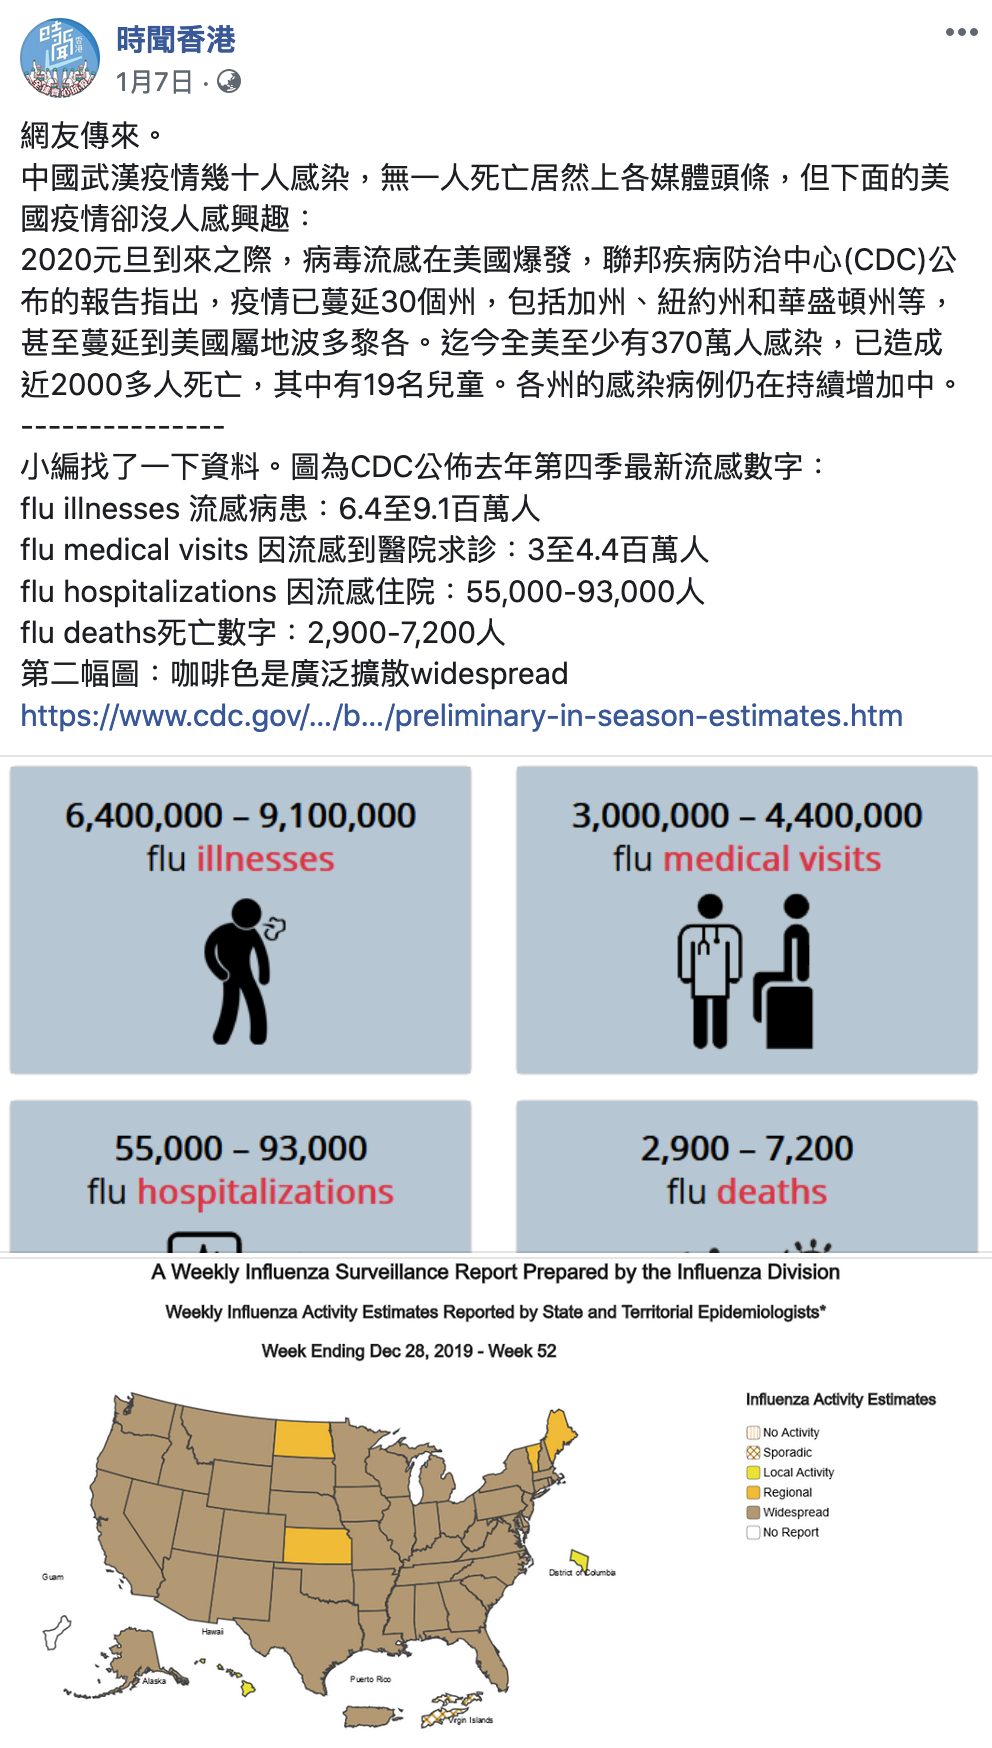 時聞香港
1月7日 ·
網友傳來。
中國武漢疫情幾十人感染，無一人死亡居然上各媒體頭條，但下面的美
國疫情卻沒人感興趣：
2020元旦到來之際，病毒流感在美國爆發，聯邦疾病防治中心(CDC)公
布的報告指出，疫情已蔓延30個州，包括加州、紐約州和華盛頓州等，
甚至蔓延到美國屬地波多黎各。迄今全美至少有370萬人感染，已造成
近2000多人死亡，其中有19名兒童。各州的感染病例仍在持續增加中。
---------------
小編找了一下資料。圖為CDC公佈去年第四季最新流感數字：
flu illnesses 流感病患：6.4至9.1百萬人
flu medical visits 因流感到醫院求診：3至4.4百萬人
flu hospitalizations 因流感住院：55,000-93,000人
flu deaths死亡數字：2,900-7,200人
第二幅圖：咖啡色是廣泛擴散widespread
https://www.cdc.gov/.../b.../preliminary-in-season-estimates.htm
6,400,000 – 9,100,000
flu illnesses
3,000,000 – 4,400,000
flu medical visits
55,000 – 93,000
flu hospitalizations
2,900 – 7,200
flu deaths
A Weekly Influenza Surveillance Report Prepared by the Influenza Division
Weekly Influenza Activity Estimates Reported by State and Territorial Epidemiologists*
Week Ending Dec 28, 2019 - Week 52
Influenza Activity Estimates
No Activity
Sporadic
Local Activity
Regional
Widespread
No Report
District of Columbia
Guam
Hawaii
Alaska
Puerto Rico
Virgin Islands